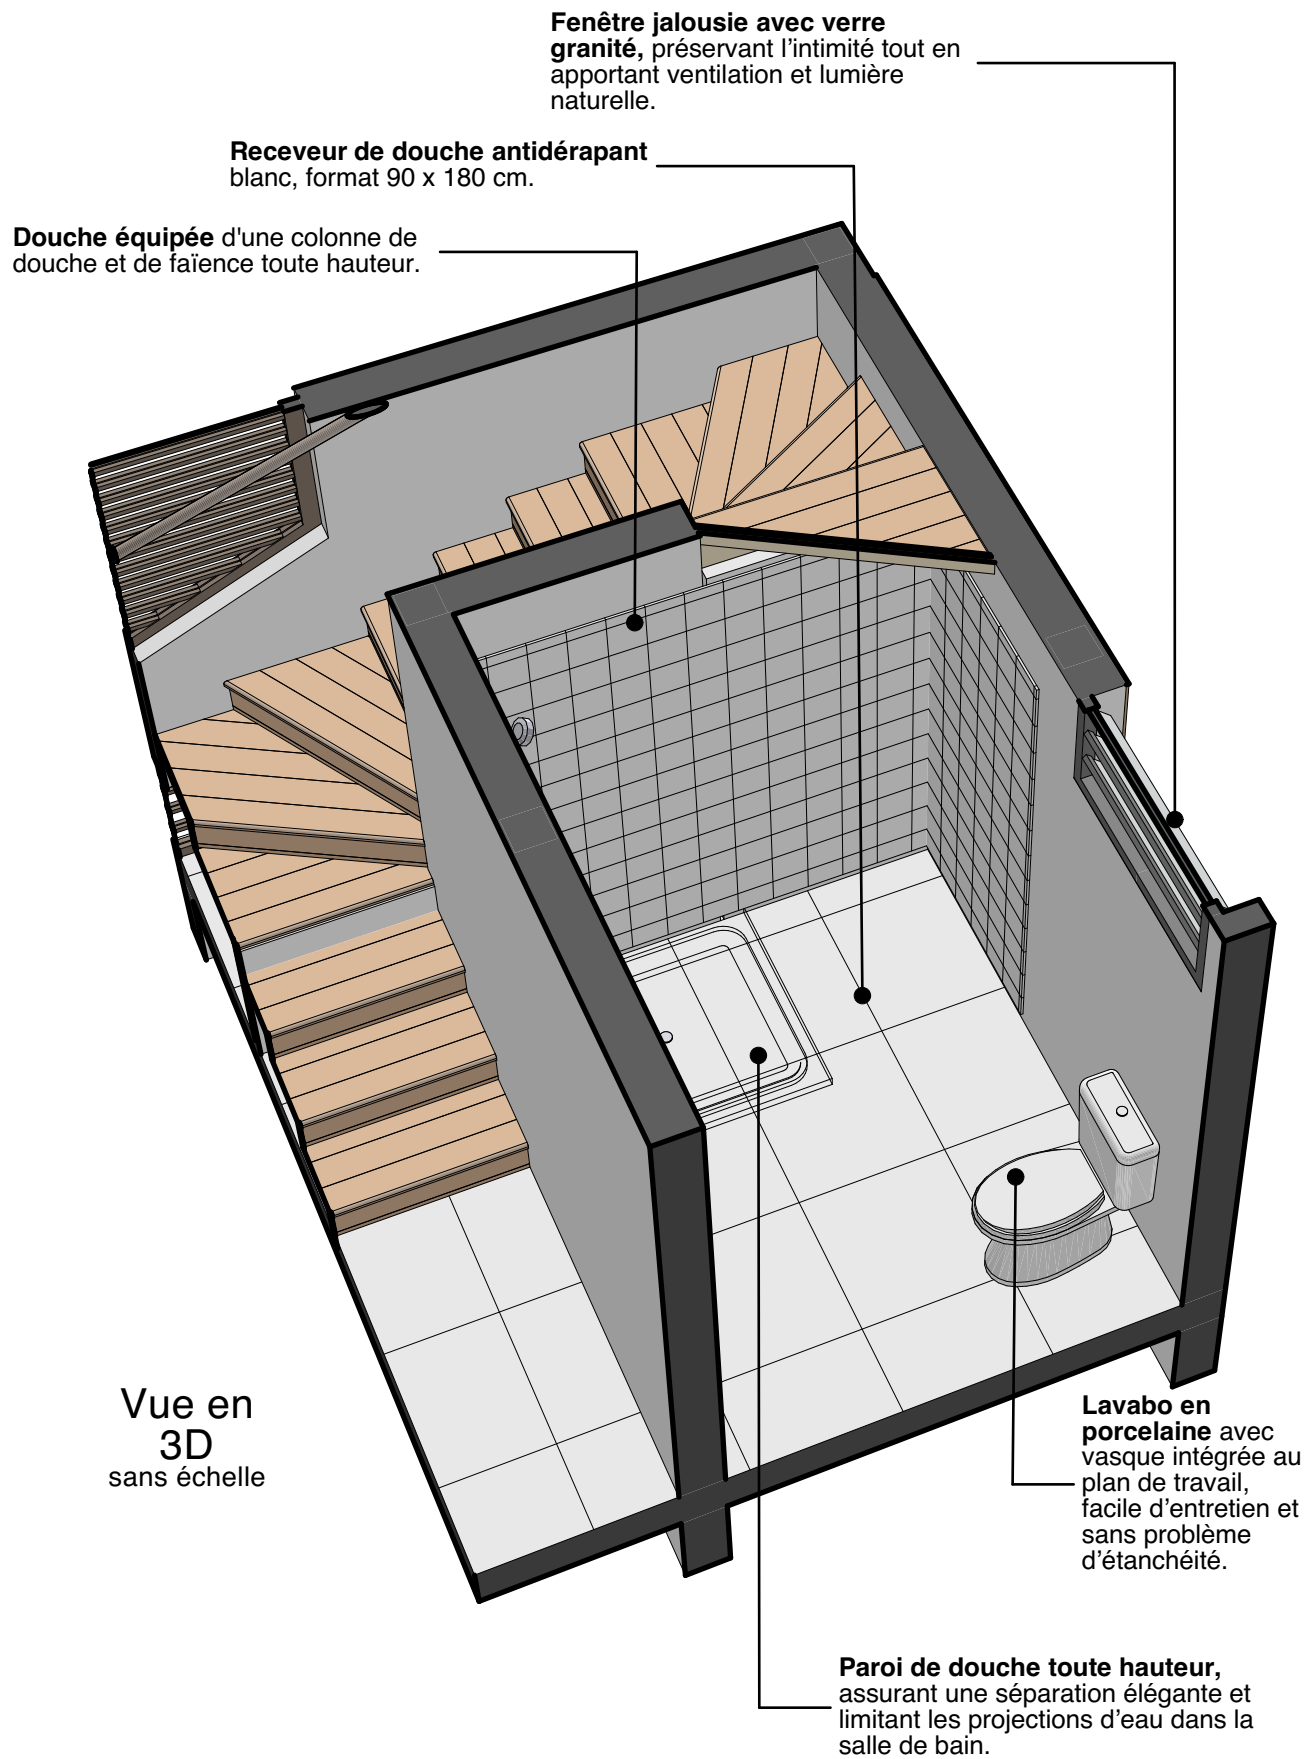 Fenêtre jalousie avec verre
granité, préservant l’intimité tout en
apportant ventilation et lumière
naturelle.
Receveur de douche antidérapant
blanc, format 90 x 180 cm.
Douche équipée d'une colonne de
douche et de faïence toute hauteur.
Vue en
3D
sans échelle
Lavabo en
porcelaine avec
vasque intégrée au
plan de travail,
facile d’entretien et
sans problème
d’étanchéité.
Paroi de douche toute hauteur,
assurant une séparation élégante et
limitant les projections d’eau dans la
salle de bain.